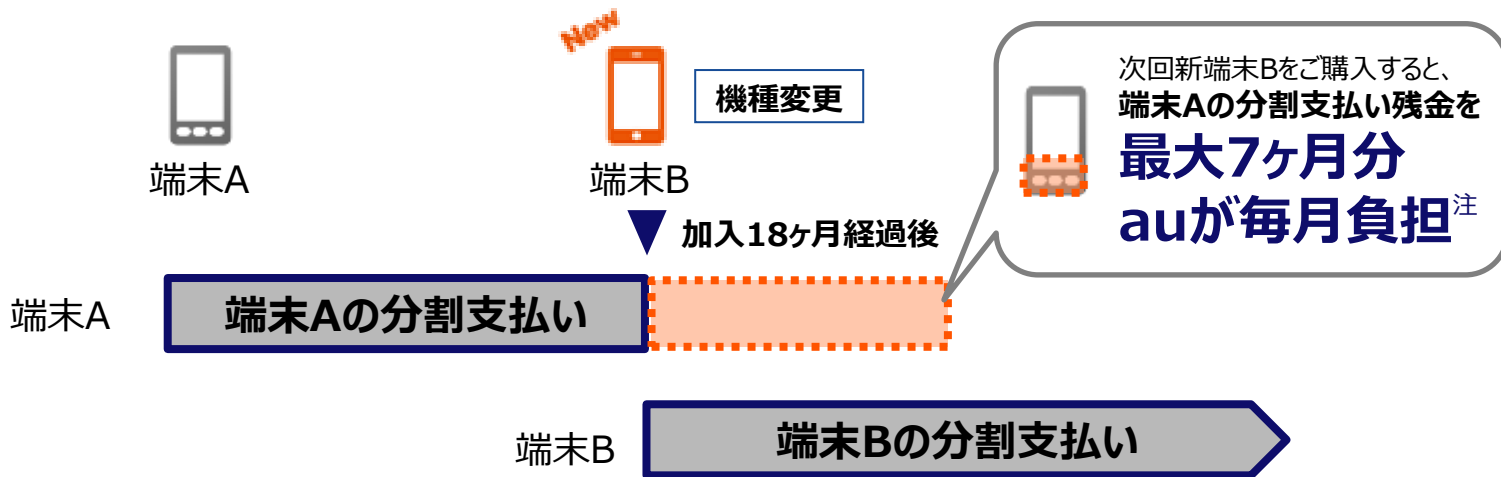 New
機種変更
端末A
端末B
次回新端末Bをご購入すると、
端末Aの分割支払い残金を
最大7ヶ月分
auが毎月負担注
加入18ヶ月経過後
端末A
端末Aの分割支払い
端末B
端末Bの分割支払い